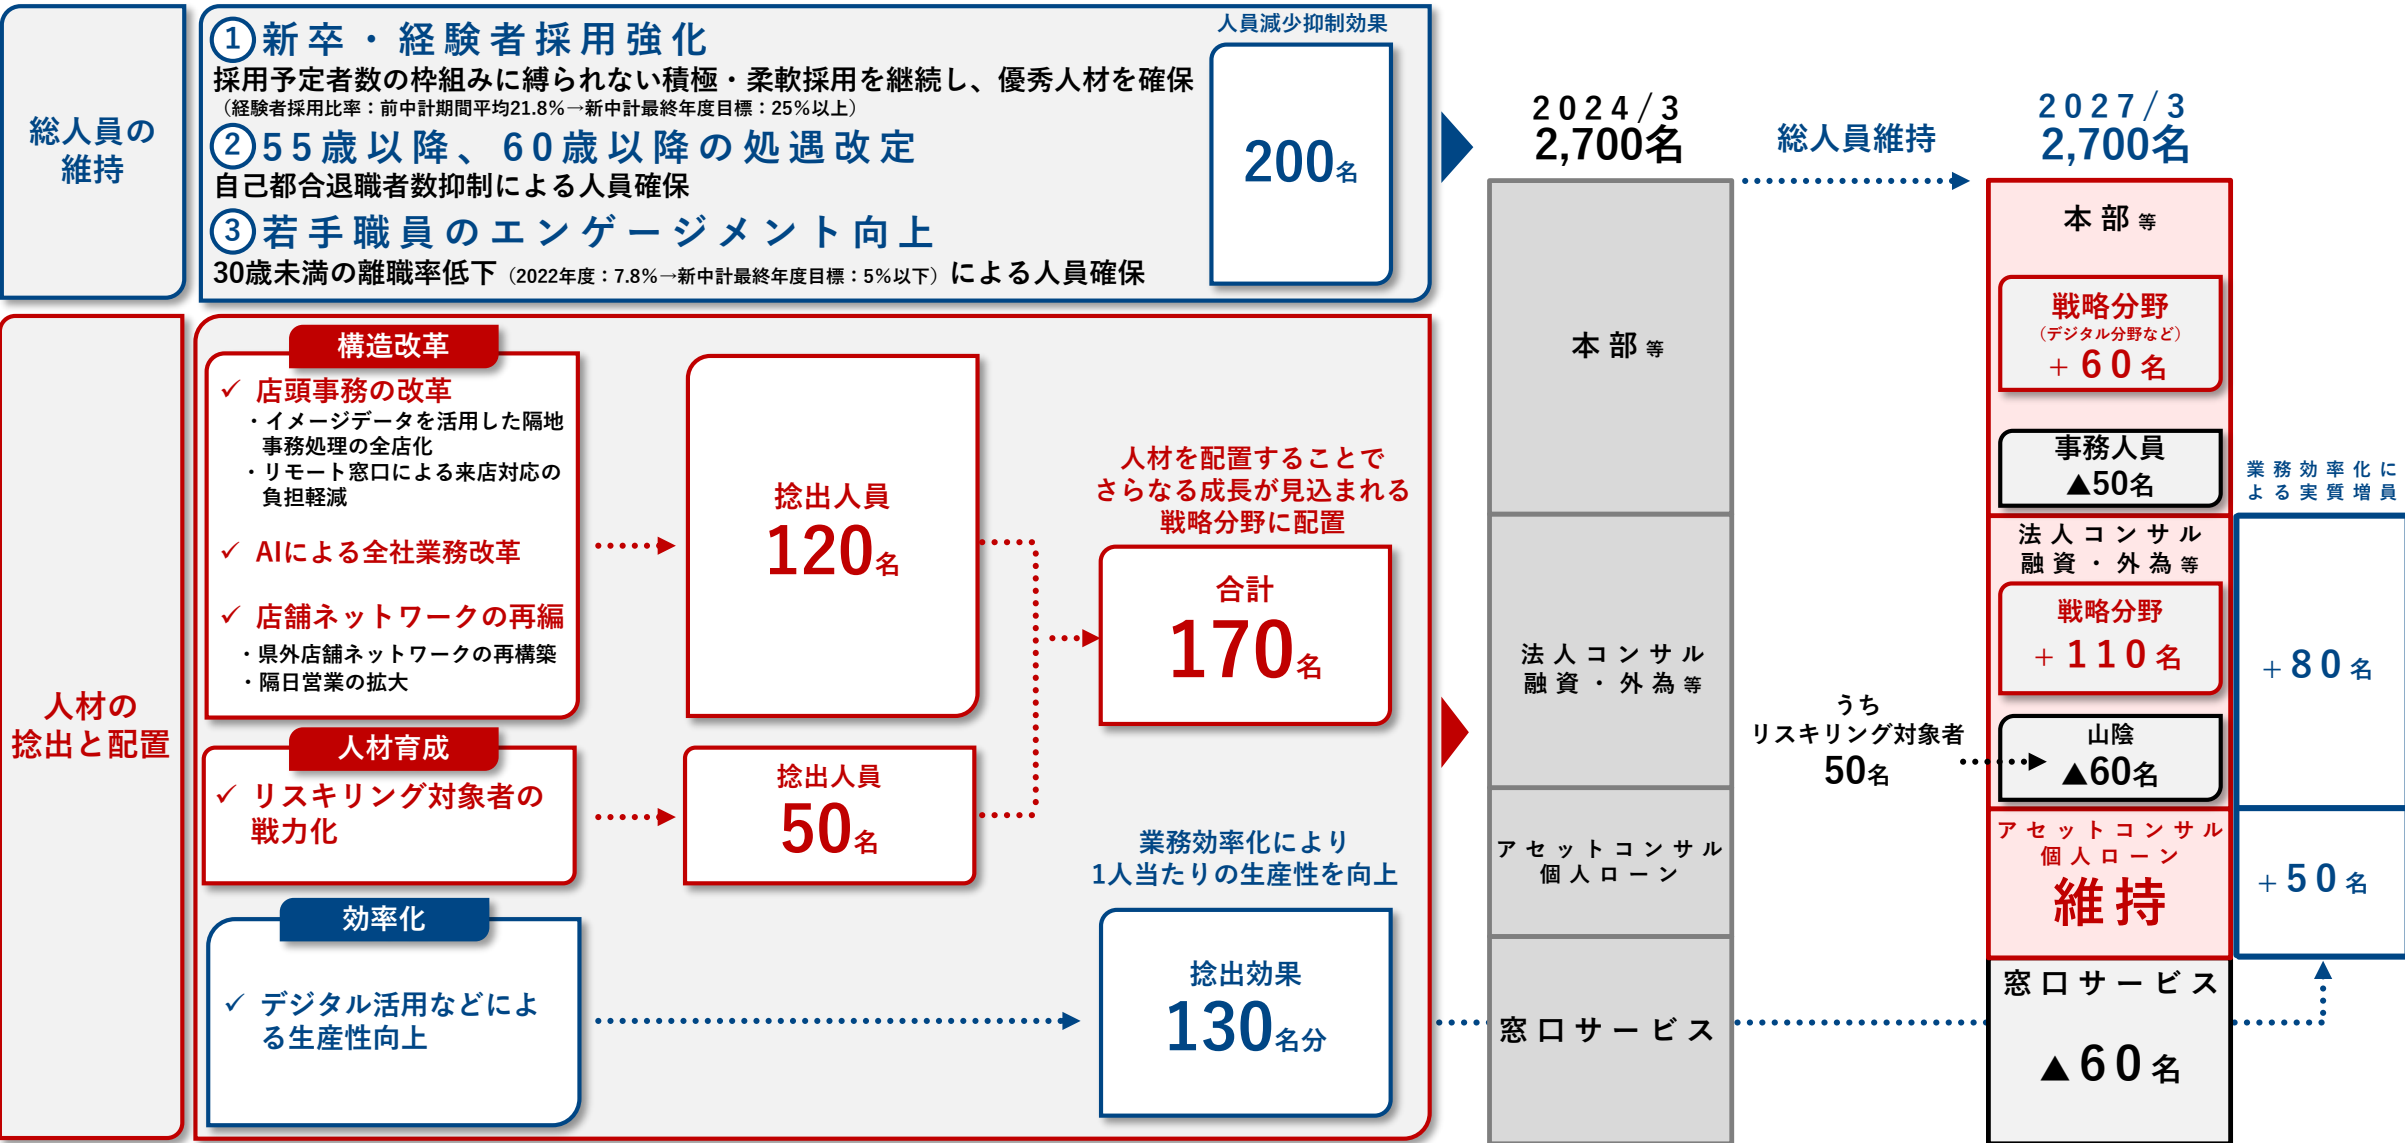 総人員の
維持
①新卒・経験者採用強化
採用予定者数の枠組みに縛られない積極・柔軟採用を継続し、優秀人材を確保
（経験者採用比率：前中計期間平均21.8%→新中計最終年度目標：25%以上）
②55歳以降、60歳以降の処遇改定
自己都合退職者数抑制による人員確保
③若手職員のエンゲージメント向上
30歳未満の離職率低下（2022年度：7.8%→新中計最終年度目標：5%以下）による人員確保
人員減少抑制効果
200名
人材の
捻出と配置
構造改革
✓ 店頭事務の改革
・イメージデータを活用した隔地
事務処理の全店化
・リモート窓口による来店対応の
負担軽減
✓ AIによる全社業務改革
✓ 店舗ネットワークの再編
・県外店舗ネットワークの再構築
・隔日営業の拡大
捻出人員
120名
人材育成
✓ リスキリング対象者の
戦力化
捻出人員
50名
人材を配置することで
さらなる成長が見込まれる
戦略分野に配置
合計
170名
効率化
✓ デジタル活用などによ
る生産性向上
業務効率化により
1人当たりの生産性を向上
捻出効果
130名分
2024/3
2,700名
本部等
法人コンサル
融資・外為等
アセットコンサル
個人ローン
窓口サービス
総人員維持
うち
リスキリング対象者
50名
2027/3
2,700名
本部等
戦略分野
（デジタル分野など）
+60名
事務人員
▲50名
法人コンサル
融資・外為等
戦略分野
+110名
山陰
▲60名
アセットコンサル
個人ローン
維持
窓口サービス
▲60名
業務効率化に
よる実質増員
+80名
+50名